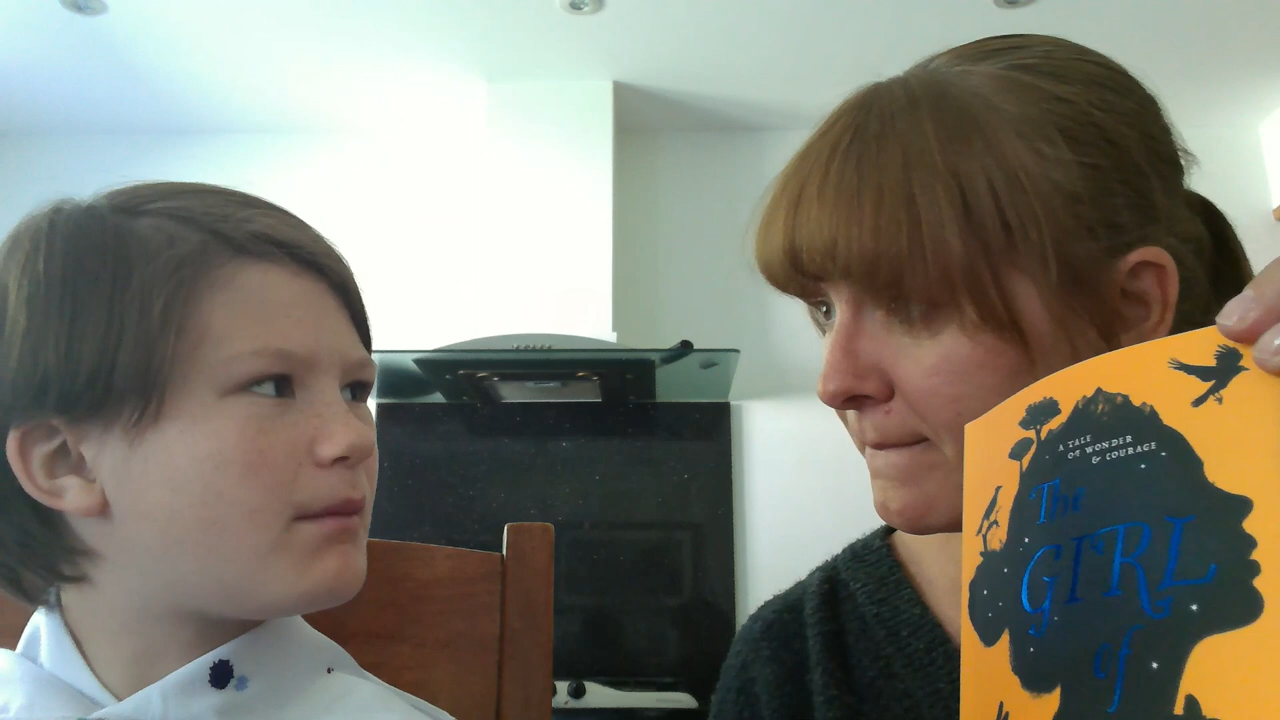 A TALE
OF WONDER
& COURAGE
The
GIRL
of